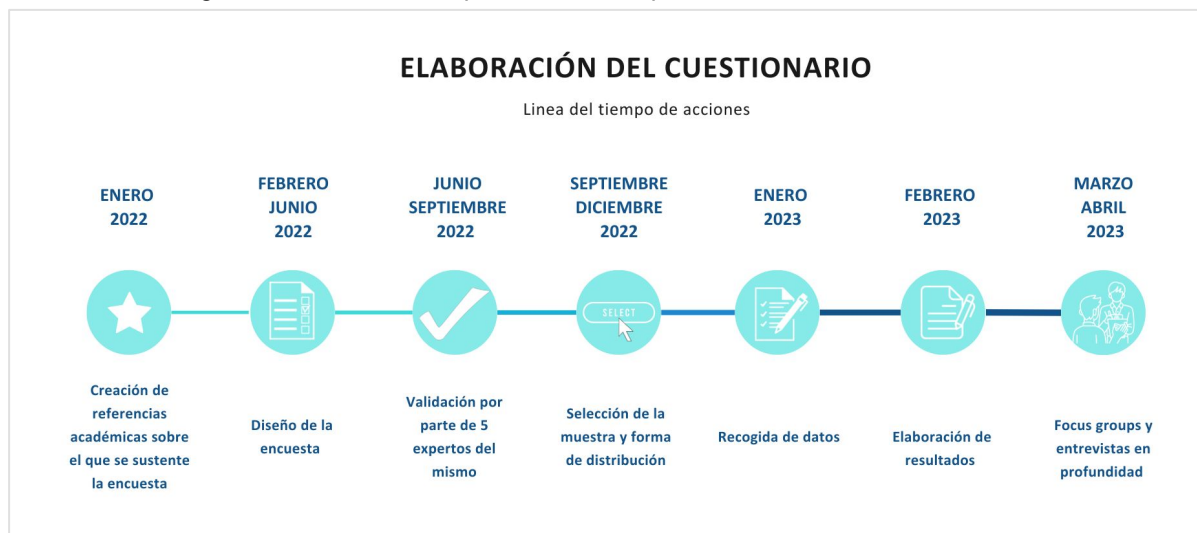 ELABORACIÓN DEL CUESTIONARIO
Linea del tiempo de acciones
ENERO
2022
FEBRERO
JUNIO
2022
JUNIO
SEPTIEMBRE
2022
SEPTIEMBRE
DICIEMBRE
2022
ENERO
2023
FEBRERO
2023
MARZO
ABRIL
2023
SELECT
Creación de
referencias
académicas sobre
el que se sustente
la encuesta
Diseño de la
encuesta
Validación por
parte de 5
expertos del
mismo
Selección de la
muestra y forma
de distribución
Recogida de datos
Elaboración de
resultados
Focus groups y
entrevistas en
profundidad